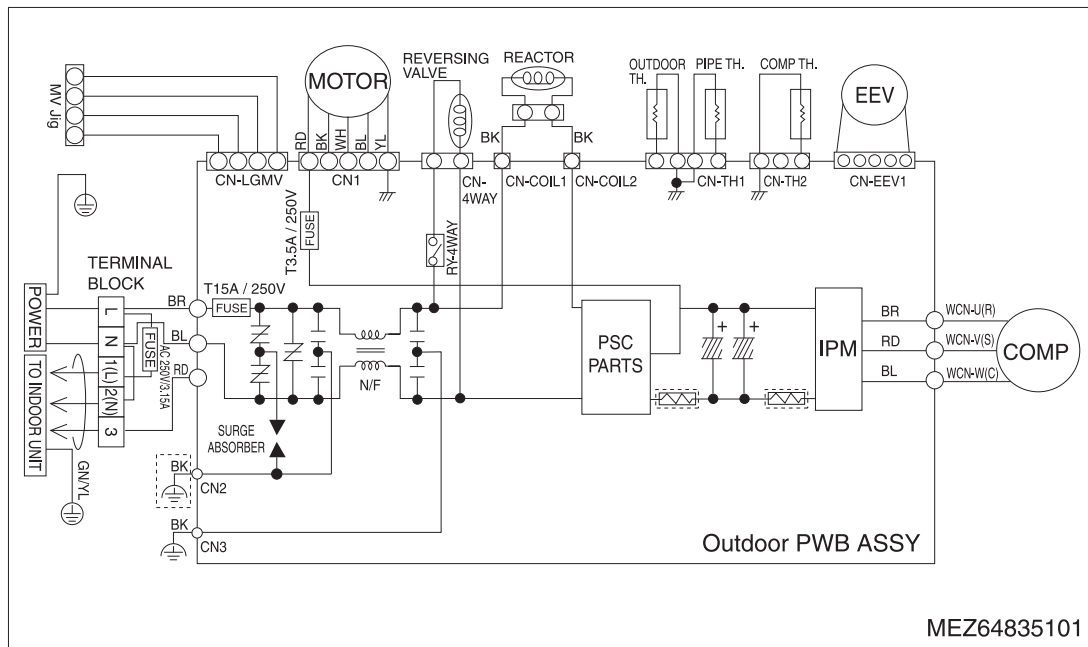 MV Jig
MOTOR
RD
BK
WH
BL
YL
REVERSING
VALVE
REACTOR
BK
BK
OUTDOOR
TH.
PIPE TH.
COMP TH.
EEV
CN-LGMV
CN1
CN-
4WAY
CN-COIL1
CN-COIL2
CN-TH1
CN-TH2
CN-EEV1
T3.5A / 250V
FUSE
RY-4WAY
TERMINAL
BLOCK
T15A / 250V
FUSE
POWER
TO INDOOR UNIT
L
N
1(L)
2(N)
3
FUSE
AC 250V/3.15A
BR
BL
RD
N/F
SURGE
ABSORBER
PSC
PARTS
+
+
IPM
BR
RD
BL
WCN-U(R)
WCN-V(S)
WCN-W(C)
COMP
GN/YL
BK
CN2
BK
CN3
Outdoor PWB ASSY
MEZ64835101